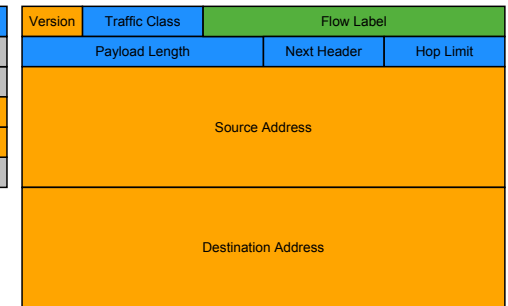 Version Traffic Class Flow Label
Payload Length Next Header Hop Limit
Source Address
Destination Address